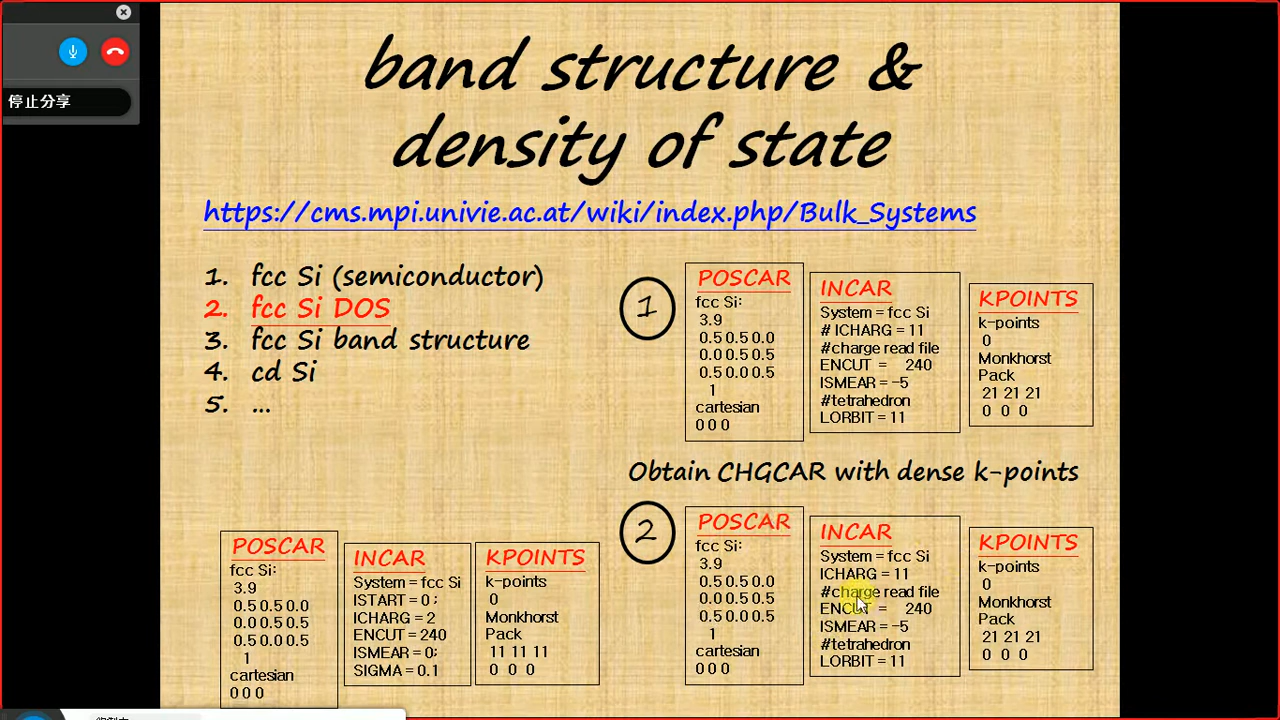 停止分享
band structure &
density of state
https://cms.mpi.univie.ac.at/wiki/index.php/Bulk_Systems
1. fcc Si (semiconductor)
2. fcc Si DOS
3. fcc Si band structure
4. cd Si
5. ...
1
POSCAR
fcc Si:
3.9
0.5 0.5 0.0
0.0 0.5 0.5
0.5 0.0 0.5
1
cartesian
0 0 0
INCAR
System = fcc Si
# ICHARG = 11
#charge read file
ENCUT = 240
ISMEAR = -5
#tetrahedron
LORBIT = 11
KPOINTS
k-points
0
Monkhorst
Pack
21 21 21
0 0 0
Obtain CHGCAR with dense k-points
POSCAR
fcc Si:
3.9
0.5 0.5 0.0
0.0 0.5 0.5
0.5 0.0 0.5
1
cartesian
0 0 0
INCAR
System = fcc Si
ISTART = 0 ;
ICHARG = 2
ENCUT = 240
ISMEAR = 0;
SIGMA = 0.1
KPOINTS
k-points
0
Monkhorst
Pack
11 11 11
0 0 0
2
POSCAR
fcc Si:
3.9
0.5 0.5 0.0
0.0 0.5 0.5
0.5 0.0 0.5
1
cartesian
0 0 0
INCAR
System = fcc Si
ICHARG = 11
#charge read file
ENCUT = 240
ISMEAR = -5
#tetrahedron
LORBIT = 11
KPOINTS
k-points
0
Monkhorst
Pack
21 21 21
0 0 0